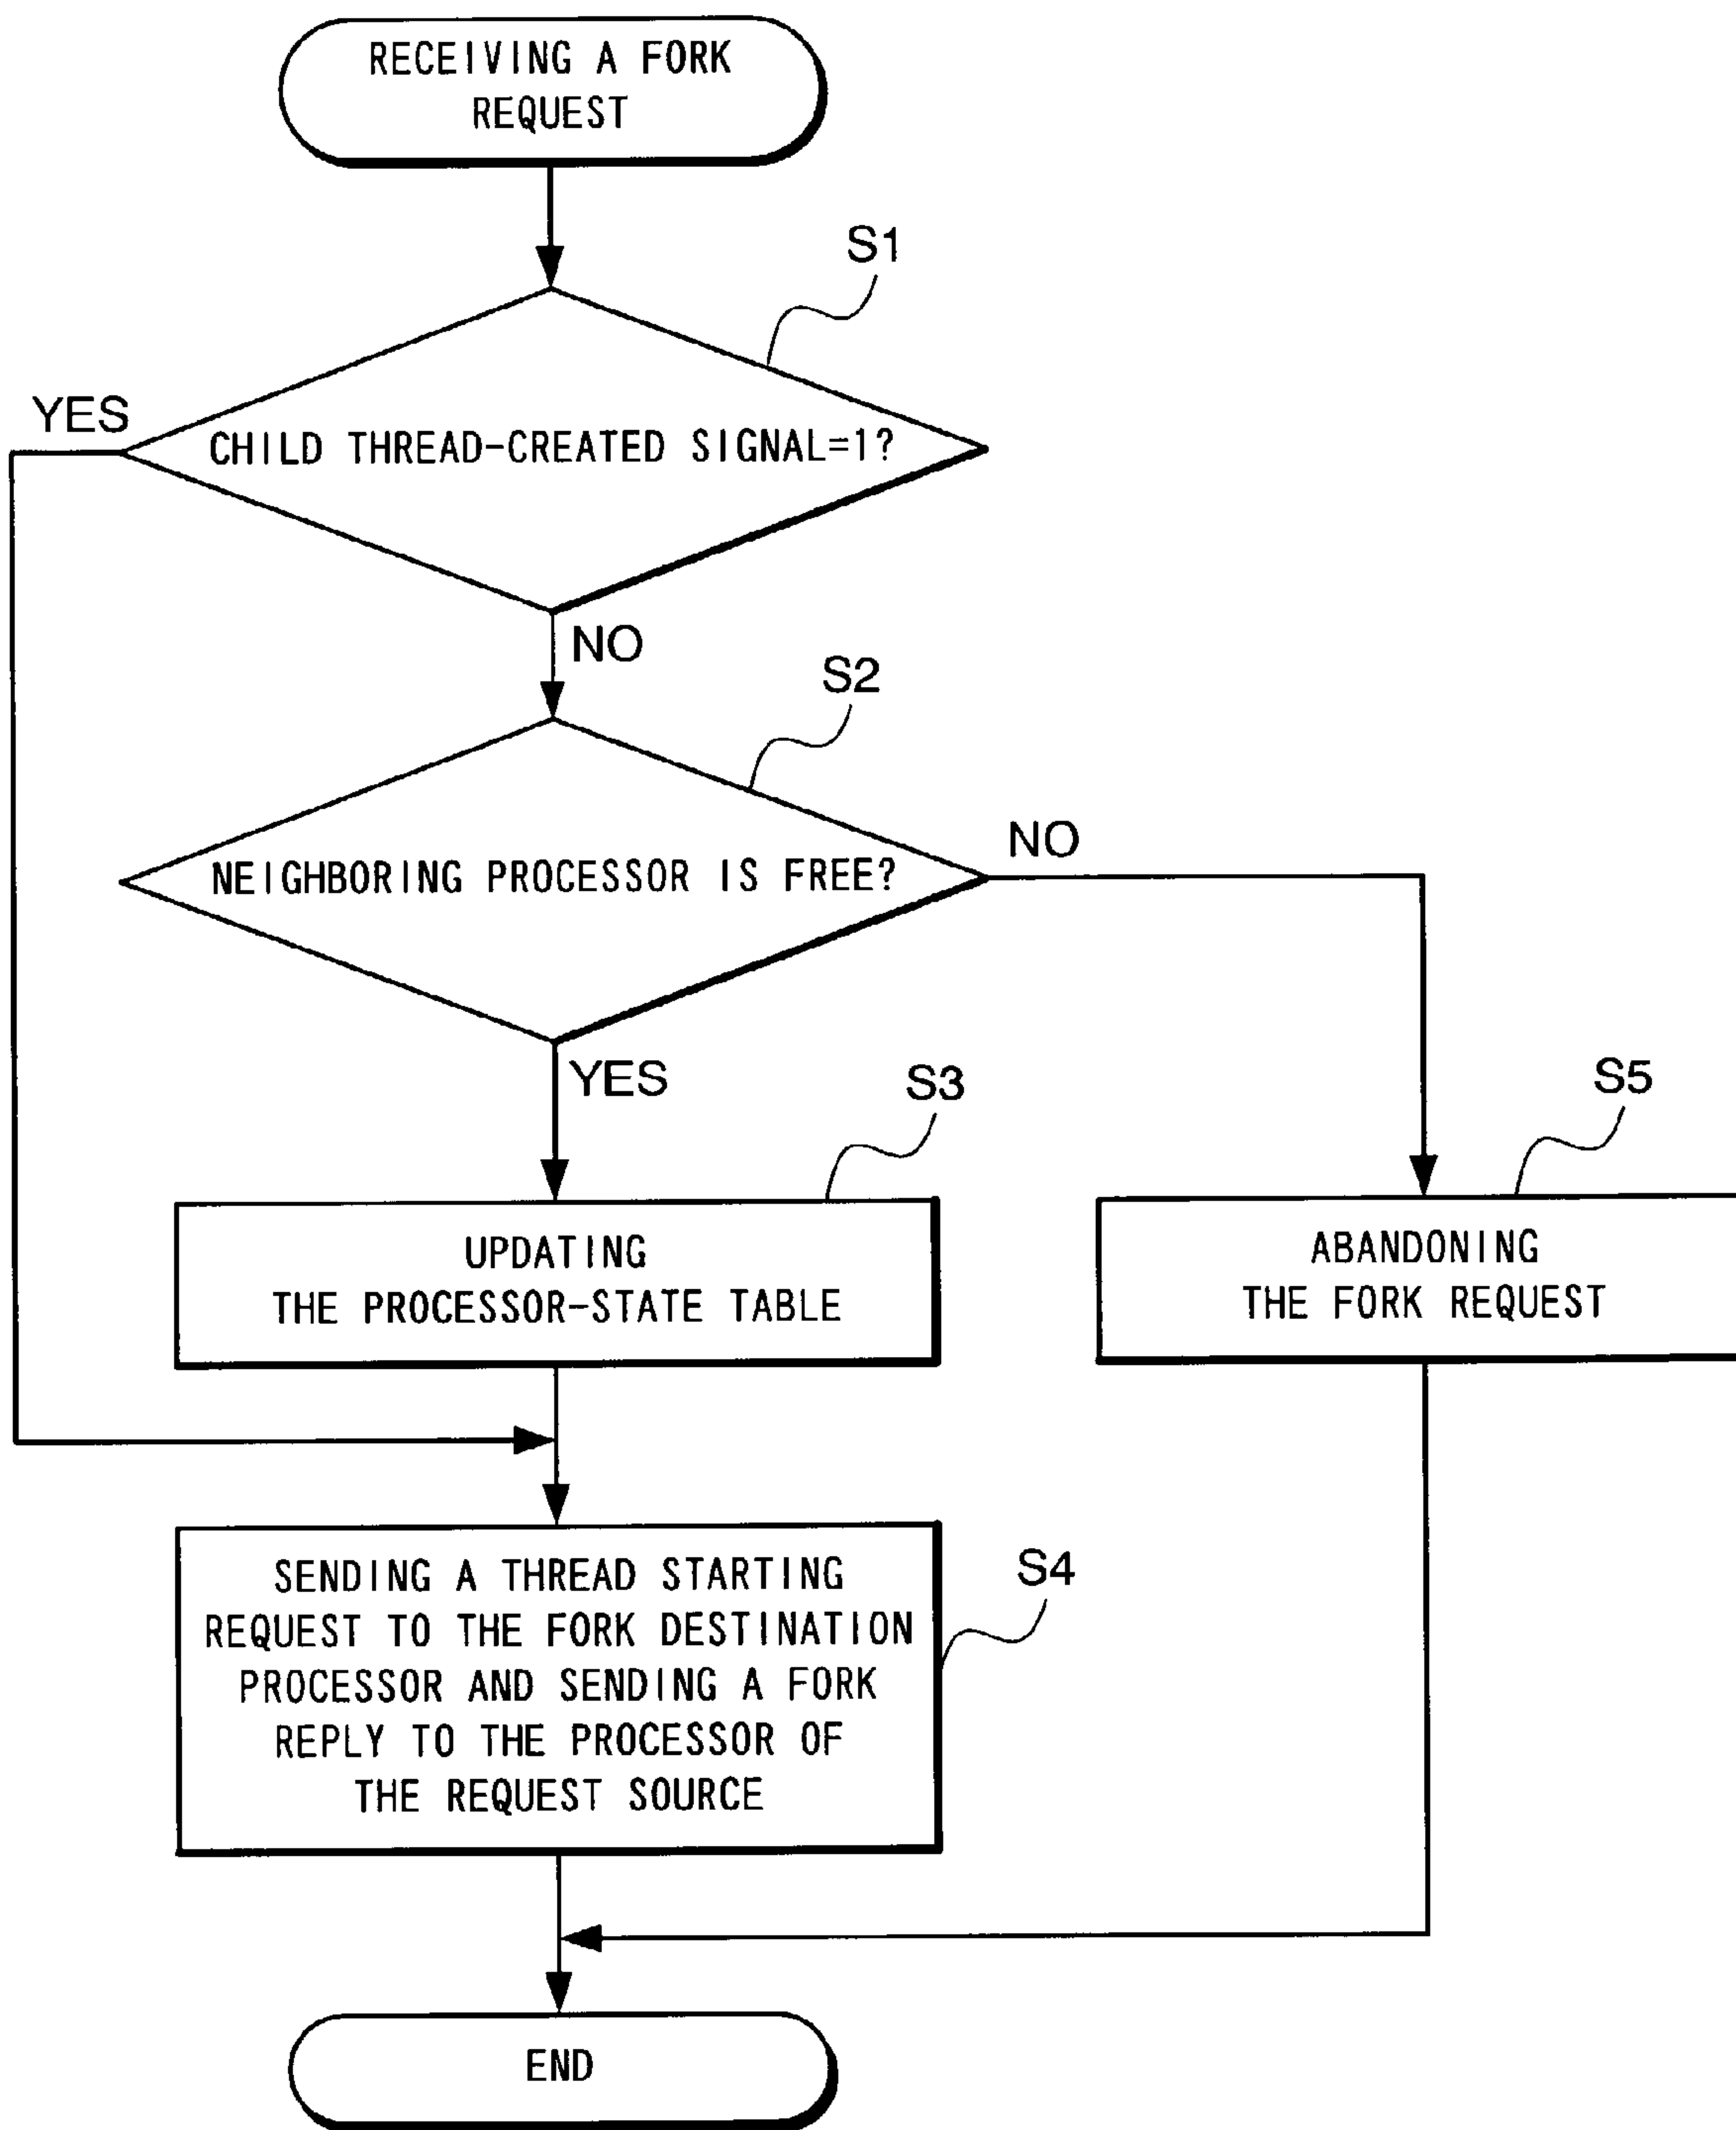 RECEIVING A FORK
REQUEST
S1
YES
CHILD THREAD-CREATED SIGNAL=1?
NO
S2
NO
NEIGHBORING PROCESSOR IS FREE?
YES
S3
S5
UPDATING
THE PROCESSOR-STATE TABLE
ABANDONING
THE FORK REQUEST
SENDING A THREAD STARTING
REQUEST TO THE FORK DESTINATION
PROCESSOR AND SENDING A FORK
REPLY TO THE PROCESSOR OF
THE REQUEST SOURCE
S4
END